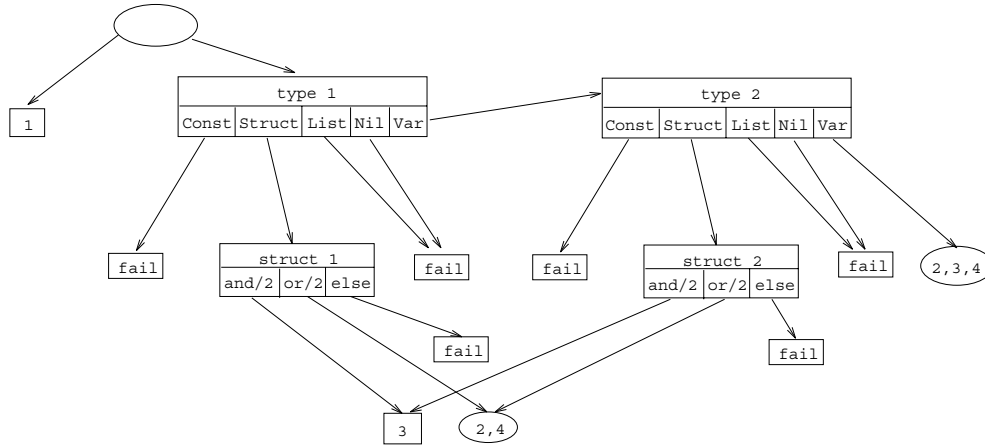 type 1
type 2
1
Const Struct List Nil Var
Const Struct List Nil Var
fail
struct 1
fail
fail
struct 2
fail
2,3,4
and/2 or/2 else
and/2 or/2 else
fail
fail
3
2,4